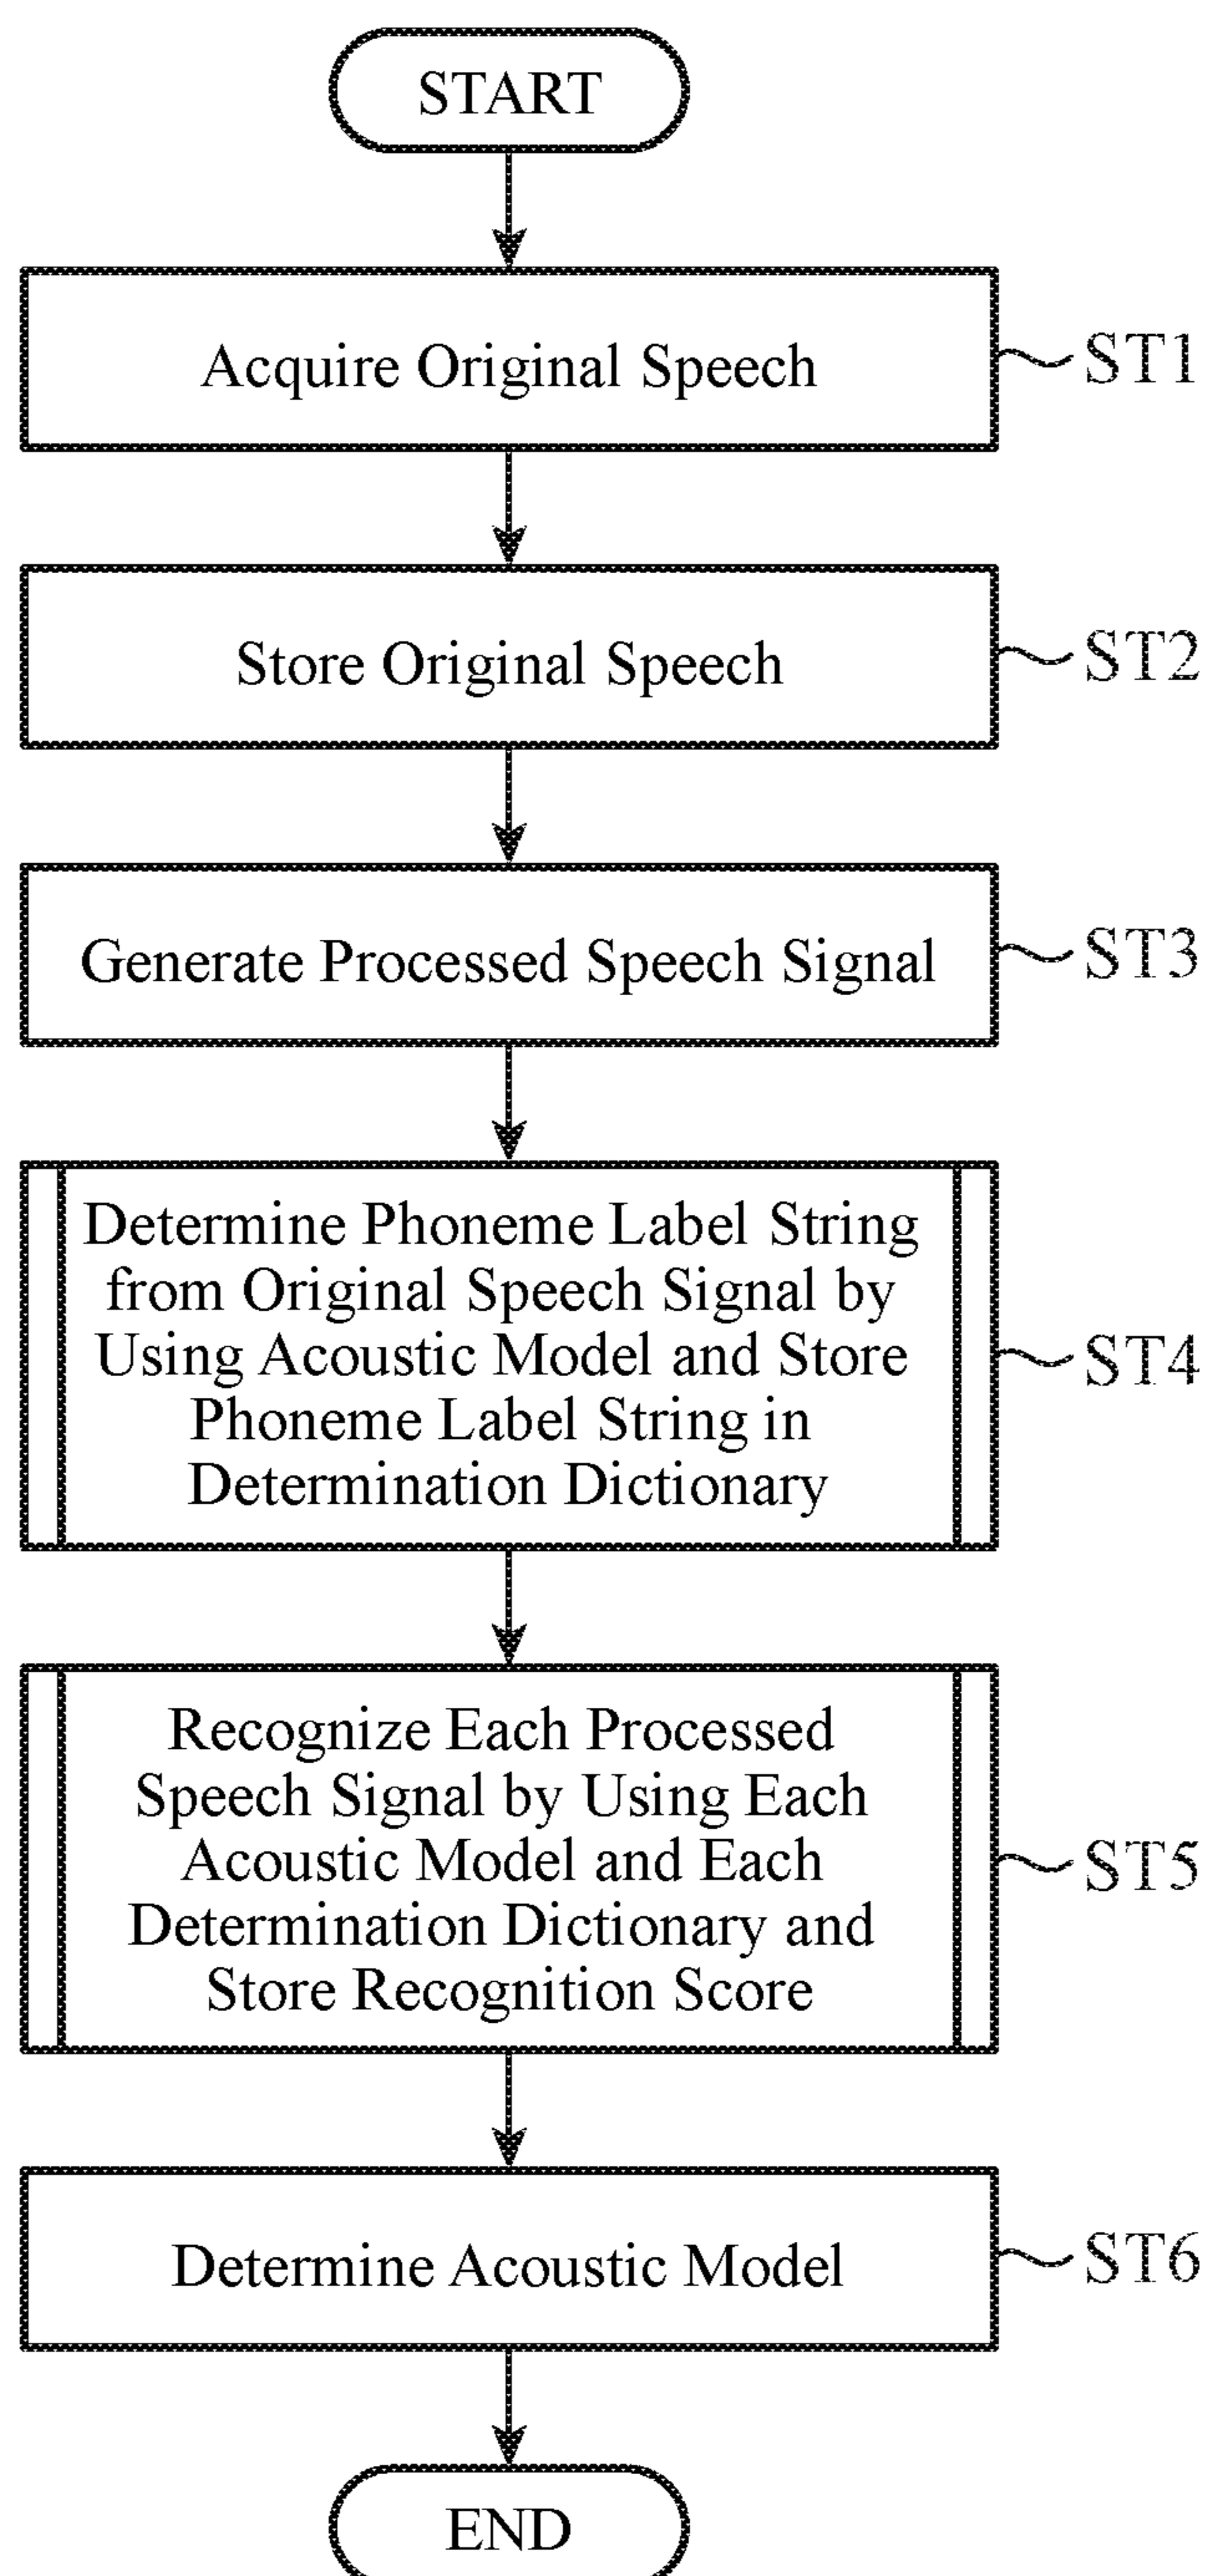 START
Acquire Original Speech
ST1
Store Original Speech
ST2
Generate Processed Speech Signal
ST3
Determine Phoneme Label String
from Original Speech Signal by
Using Acoustic Model and Store
Phoneme Label String in
Determination Dictionary
ST4
Recognize Each Processed
Speech Signal by Using Each
Acoustic Model and Each
Determination Dictionary and
Store Recognition Score
ST5
Determine Acoustic Model
ST6
END